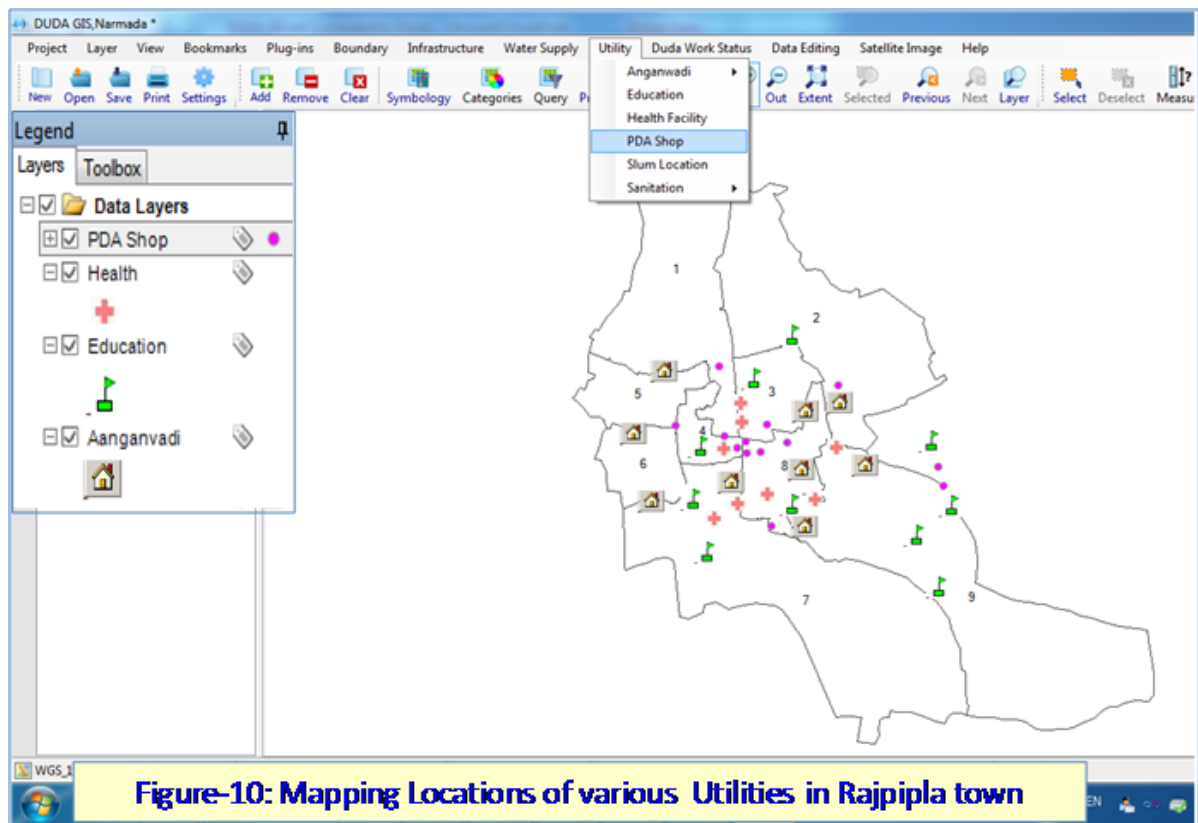 DUDA GIS,Narmada *
Project Layer View Bookmarks Plug-ins Boundary Infrastructure Water Supply Utility Duda Work Status Data Editing Satellite Image Help
New Open Save Print Settings Add Remove Clear Symbology Categories Query Out Extent Selected Previous Next Layer Select Deselect Measu
Anganwadi
Education
Health Facility
PDA Shop
Slum Location
Sanitation
Legend
Layers Toolbox
Data Layers
PDA Shop
Health
Education
Aanganvadi
1
2
3
5
4
6
8
7
9
WGS_1
EN
Figure-10: Mapping Locations of various Utilities in Rajpipla town